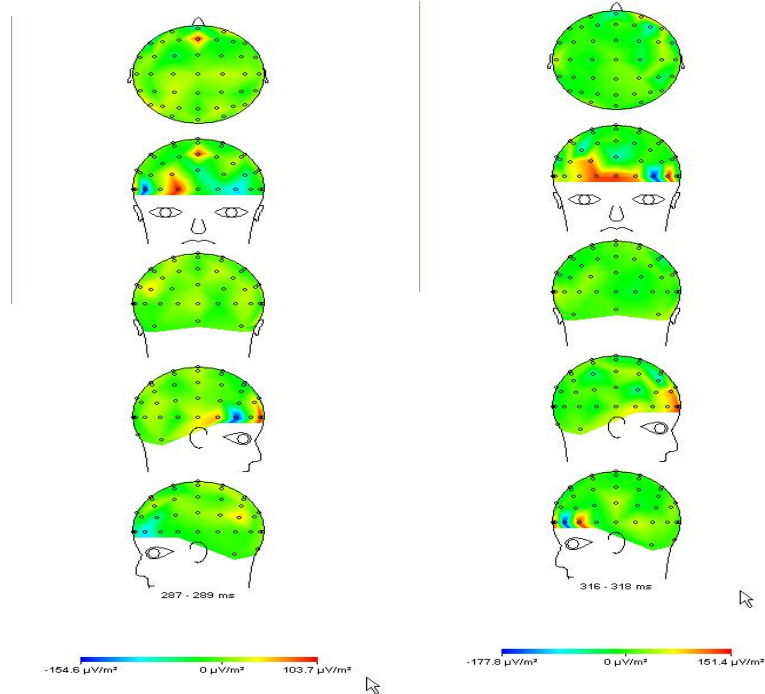 287 - 289 ms
-154.6 µV/m² 0 µV/m² 103.7 µV/m²
316 - 318 ms
-177.8 µV/m² 0 µV/m² 151.4 µV/m²